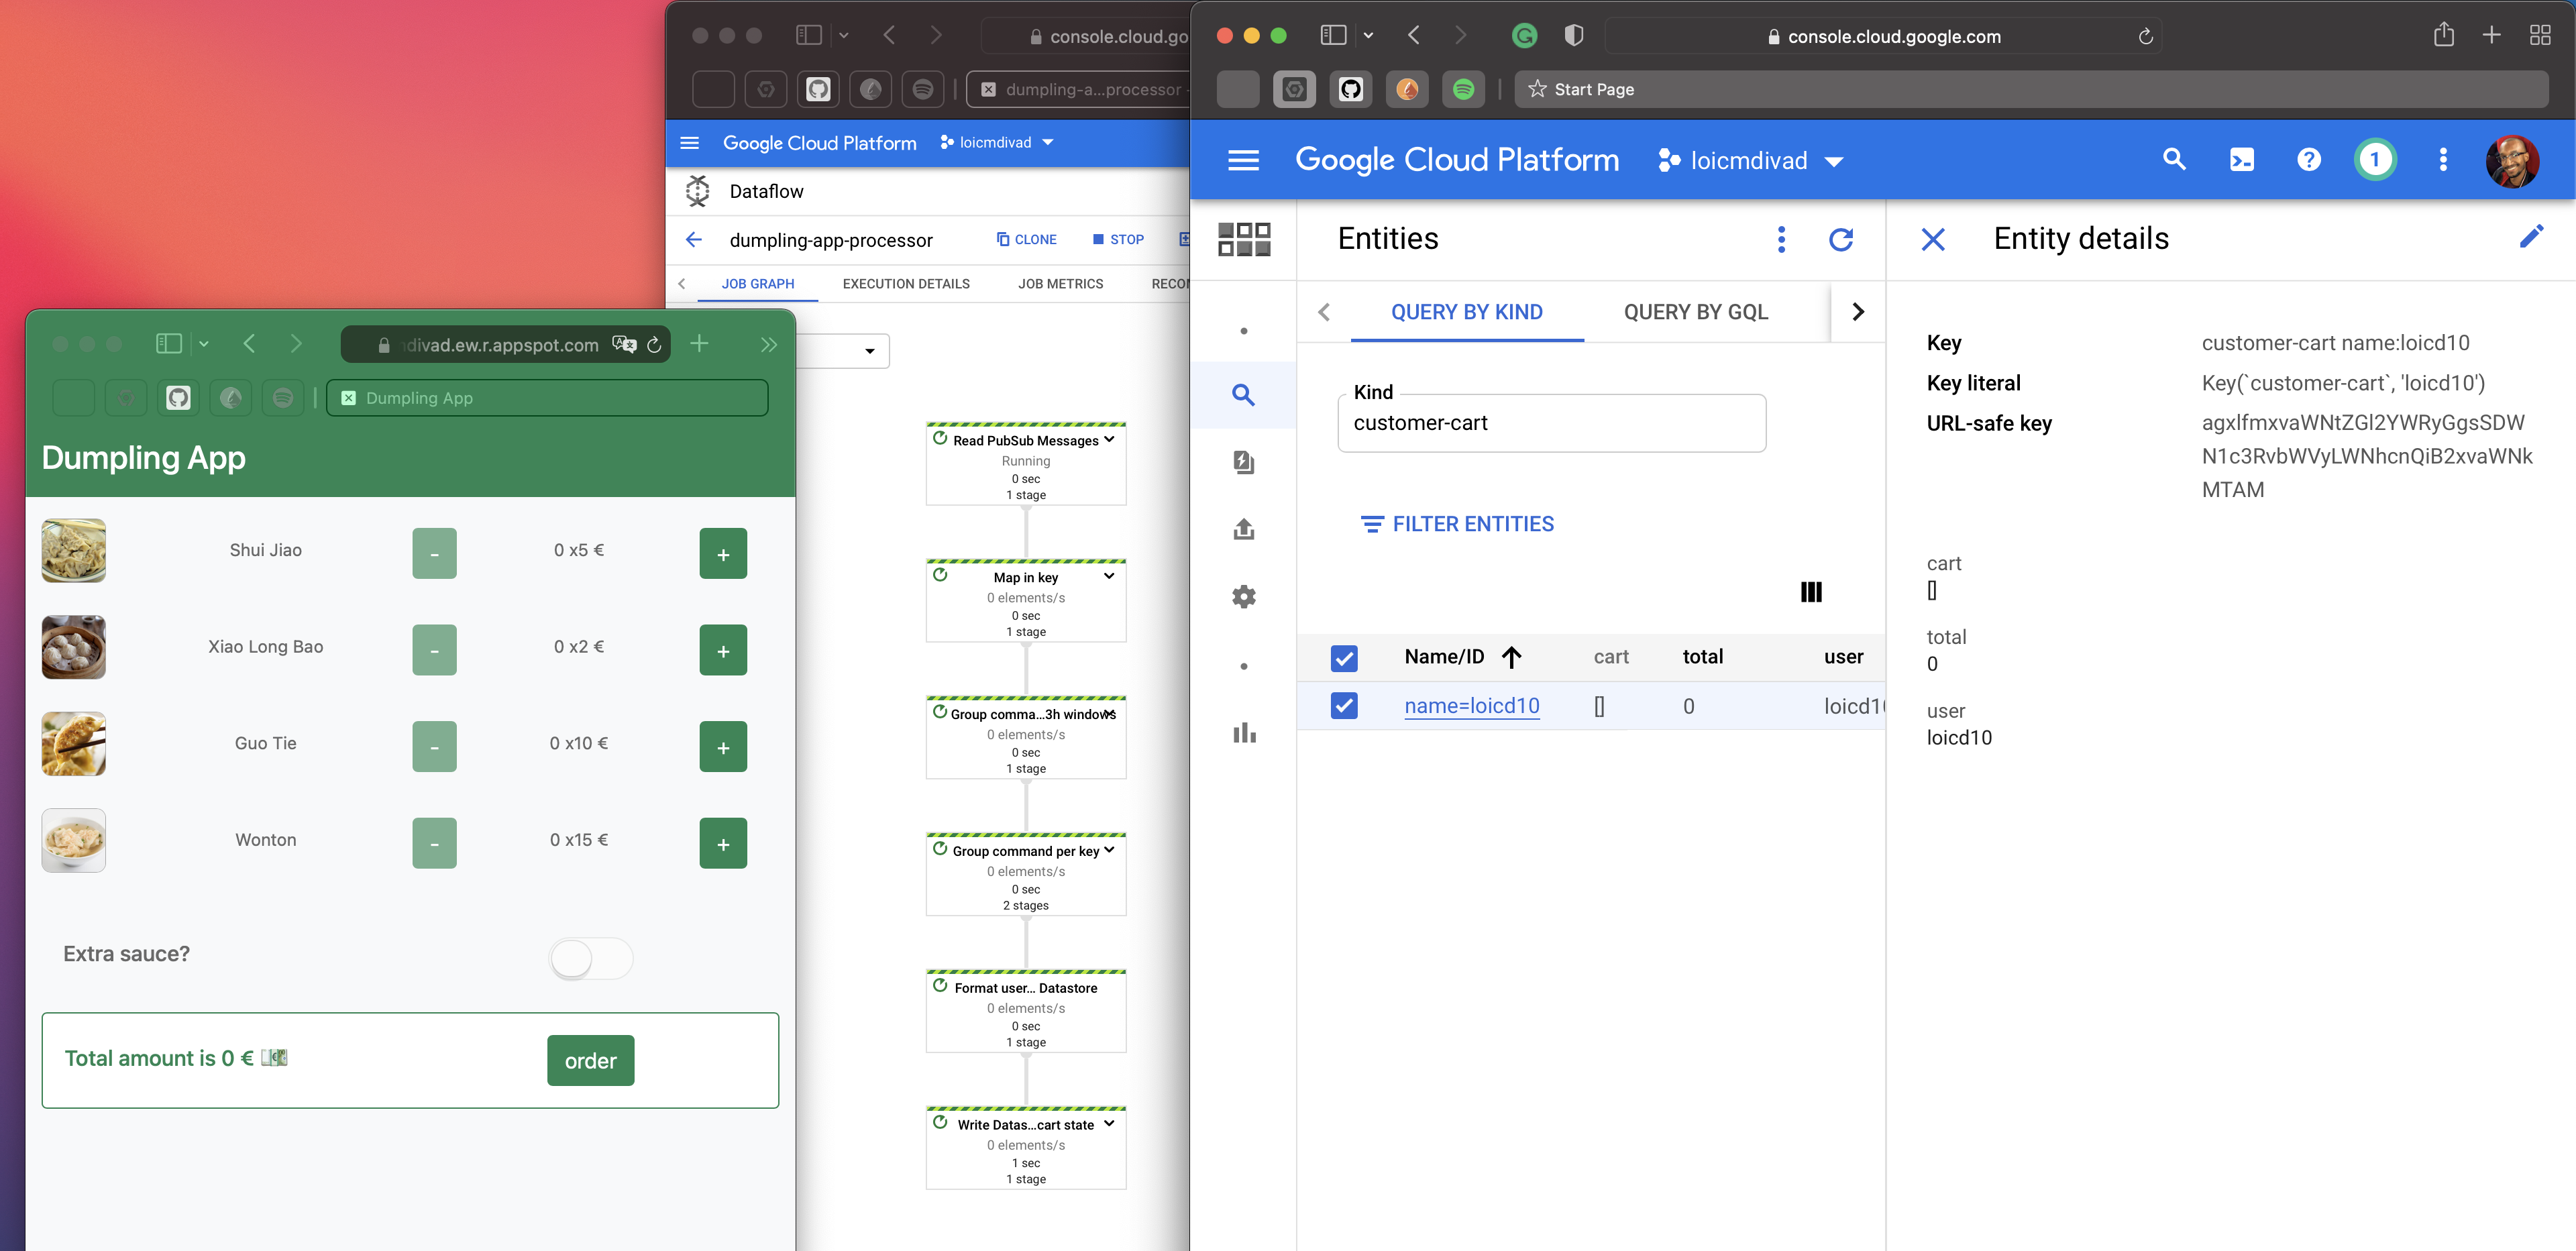 divad.ew.r.appspot.com
Dumpling App
Dumpling App
Shui Jiao
-
0 x5 €
+
Xiao Long Bao
-
0 x2 €
+
Guo Tie
-
0 x10 €
+
Wonton
-
0 x15 €
+
Extra sauce?
Total amount is 0 €
order
console.cloud.go
dumpling-a...processor -
Google Cloud Platform
loicmdivad
Dataflow
dumpling-app-processor
CLONE
STOP
JOB GRAPH
EXECUTION DETAILS
JOB METRICS
RECO
Read PubSub Messages
Running
0 sec
1 stage
Map in key
0 elements/s
0 sec
1 stage
Group comma...3h windows
0 elements/s
0 sec
1 stage
Group command per key
0 elements/s
0 sec
2 stages
Format user... Datastore
0 elements/s
0 sec
1 stage
Write Datas...cart state
0 elements/s
1 sec
1 stage
console.cloud.google.com
Start Page
Google Cloud Platform
loicmdivad
1
Entities
QUERY BY KIND
QUERY BY GQL
Kind
customer-cart
FILTER ENTITIES
Name/ID cart total user
name=loicd10 [] 0 loicd1
Entity details
Key customer-cart name:loicd10
Key literal Key(`customer-cart`, 'loicd10')
URL-safe key agxlfmxvaWNtZGl2YWRyGgsSDW
N1c3RvbWVyLWNhcnQiB2xvaWNk
MTAM
cart
[]
total
0
user
loicd10